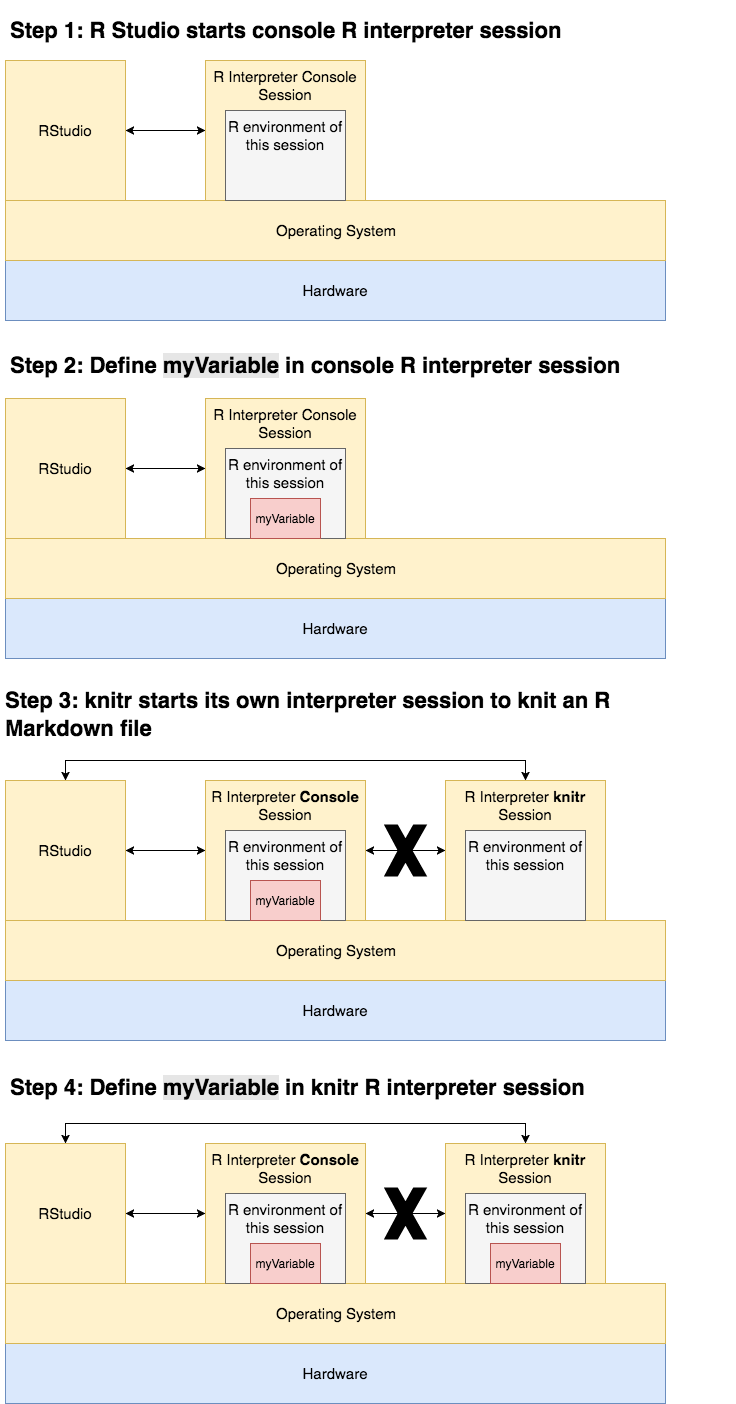 Step 1: R Studio starts console R interpreter session
R Interpreter Console
Session
RStudio
R environment of
this session
Operating System
Hardware
Step 2: Define myVariable in console R interpreter session
R Interpreter Console
Session
RStudio
R environment of
this session
myVariable
Operating System
Hardware
Step 3: knitr starts its own interpreter session to knit an R
Markdown file
R Interpreter Console
Session
R Interpreter knitr
Session
RStudio
R environment of
this session
X
R environment of
this session
myVariable
Operating System
Hardware
Step 4: Define myVariable in knitr R interpreter session
R Interpreter Console
Session
R Interpreter knitr
Session
RStudio
R environment of
this session
X
R environment of
this session
myVariable
myVariable
Operating System
Hardware